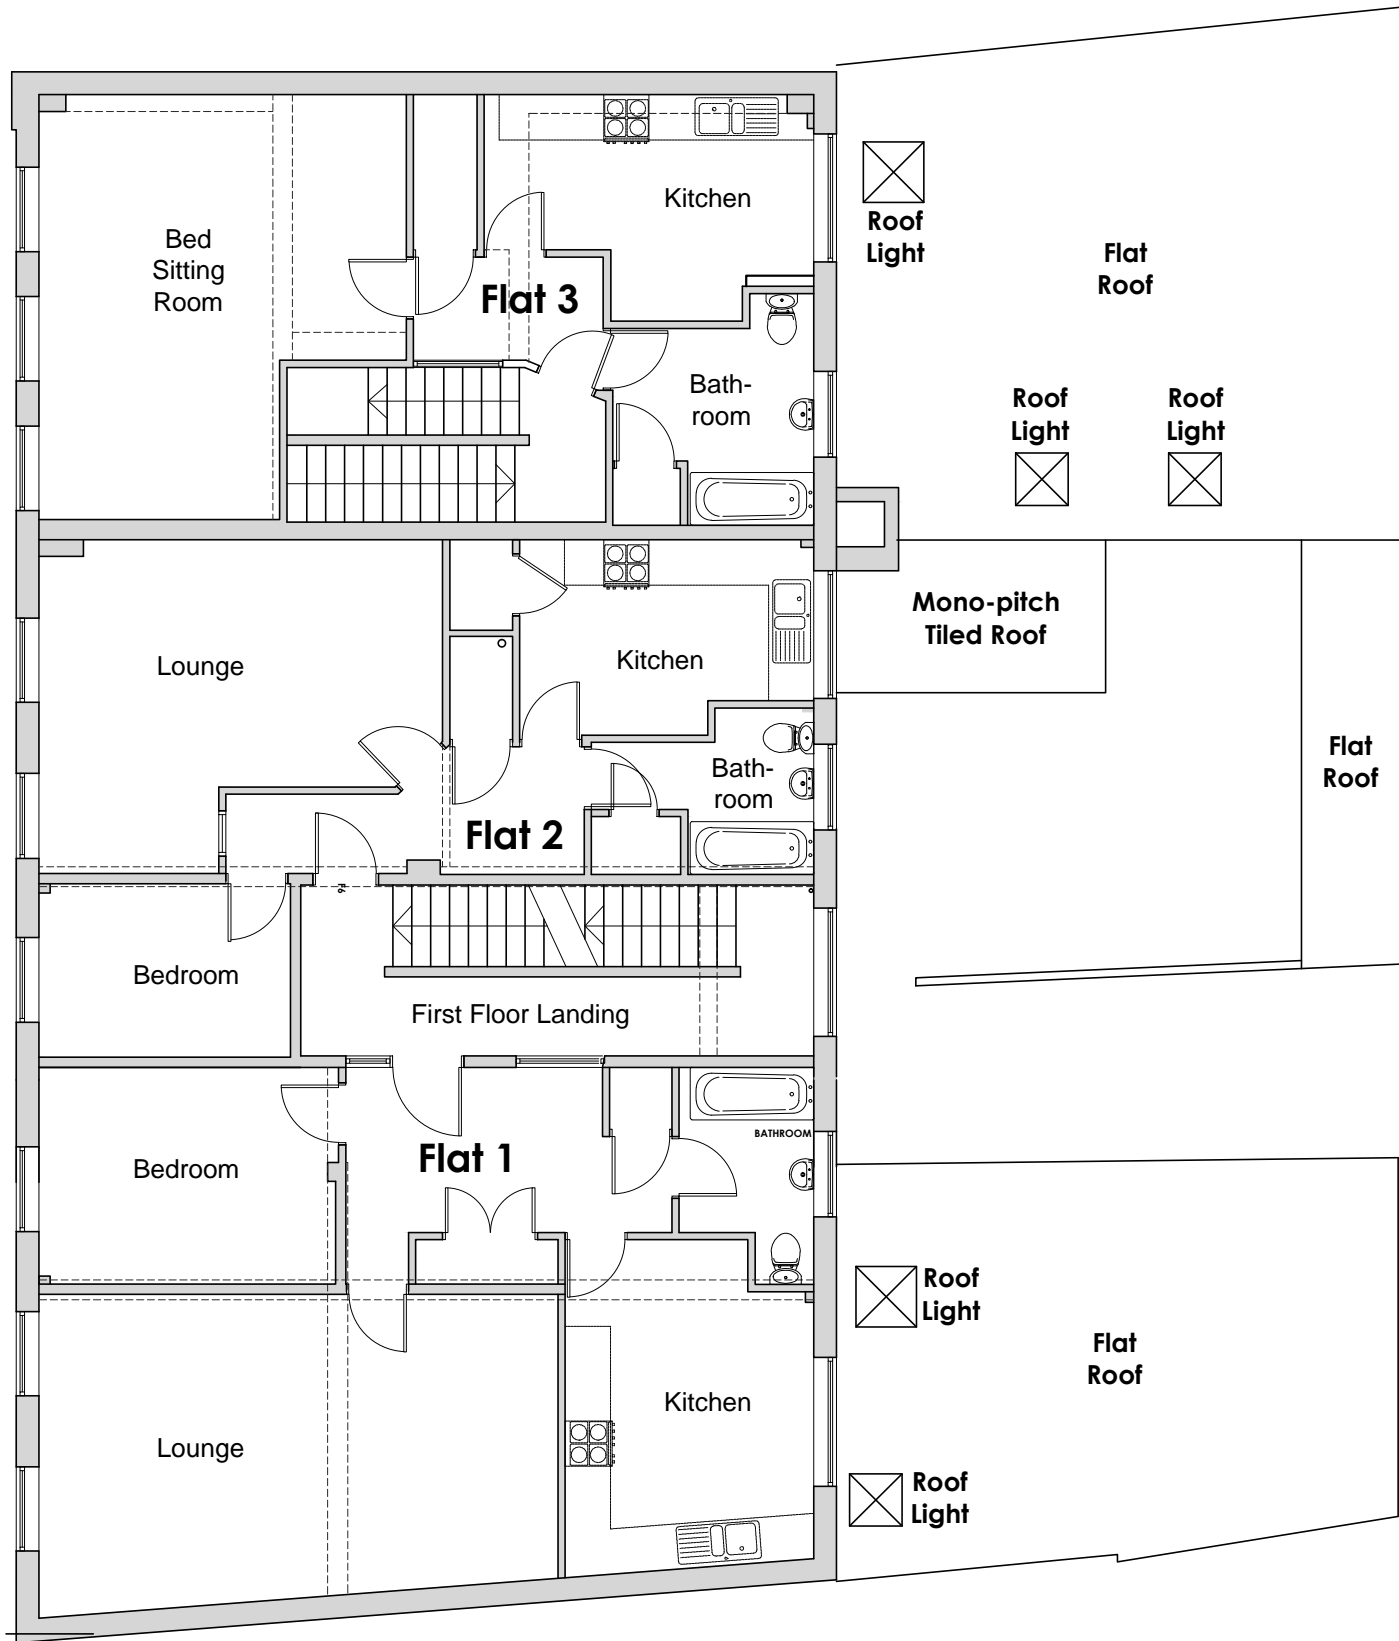 Kitchen
Roof
Light
Bed
Sitting
Room
Flat
Roof
Flat 3
Bath-
room
Roof
Light
Roof
Light
Mono-pitch
Tiled Roof
Lounge
Kitchen
Flat
Roof
Bath-
room
Flat 2
Bedroom
First Floor Landing
BATHROOM
Flat 1
Bedroom
Roof
Light
Flat
Roof
Kitchen
Lounge
Roof
Light